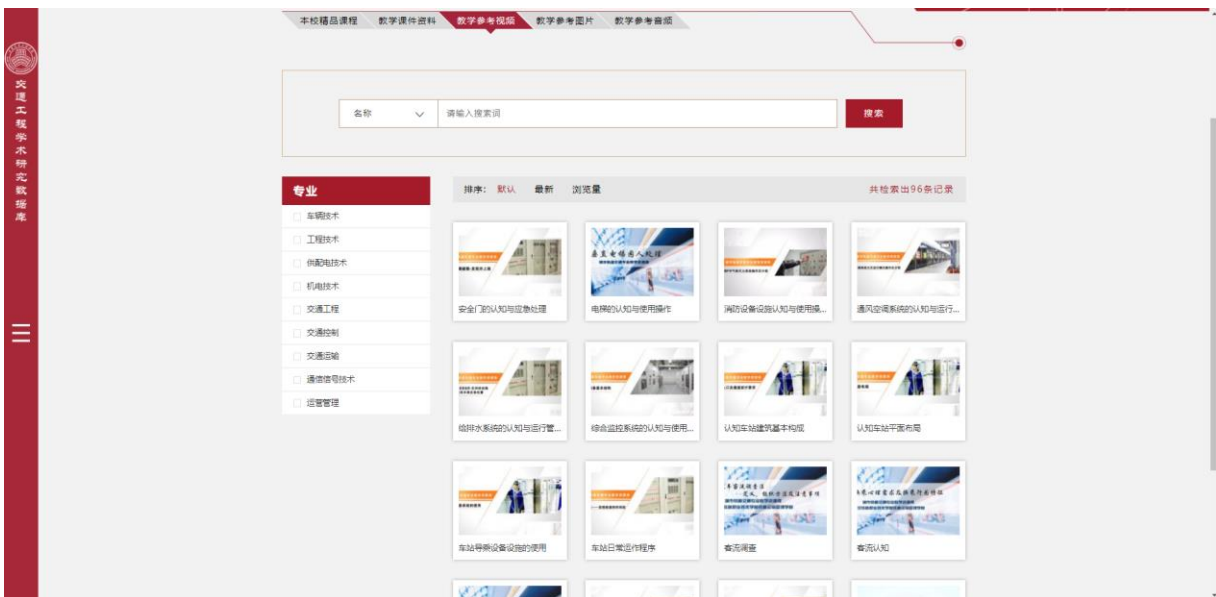 本校精品课程 教学课件资料 教学参考视频 教学参考图片 教学参考音频
交通工程学术研究数据库
名称 请输入搜索词 搜索
专业
车辆技术
工程技术
供配电技术
机电技术
交通工程
交通控制
交通运输
通信信号技术
运营管理
排序： 默认 最新 浏览量 共检索出96条记录
垂直电梯困人处理
安全门的认知与应急处理 电梯的认知与使用操作 消防设备设施认知与使用操... 通风空调系统的认知与运行...
给排水系统的认知与运行管... 综合监控系统的认知与使用... 认知车站建筑基本构成 认知车站平面布局
车站导乘设备设施的使用 车站日常运作程序 客流调查 客流认知